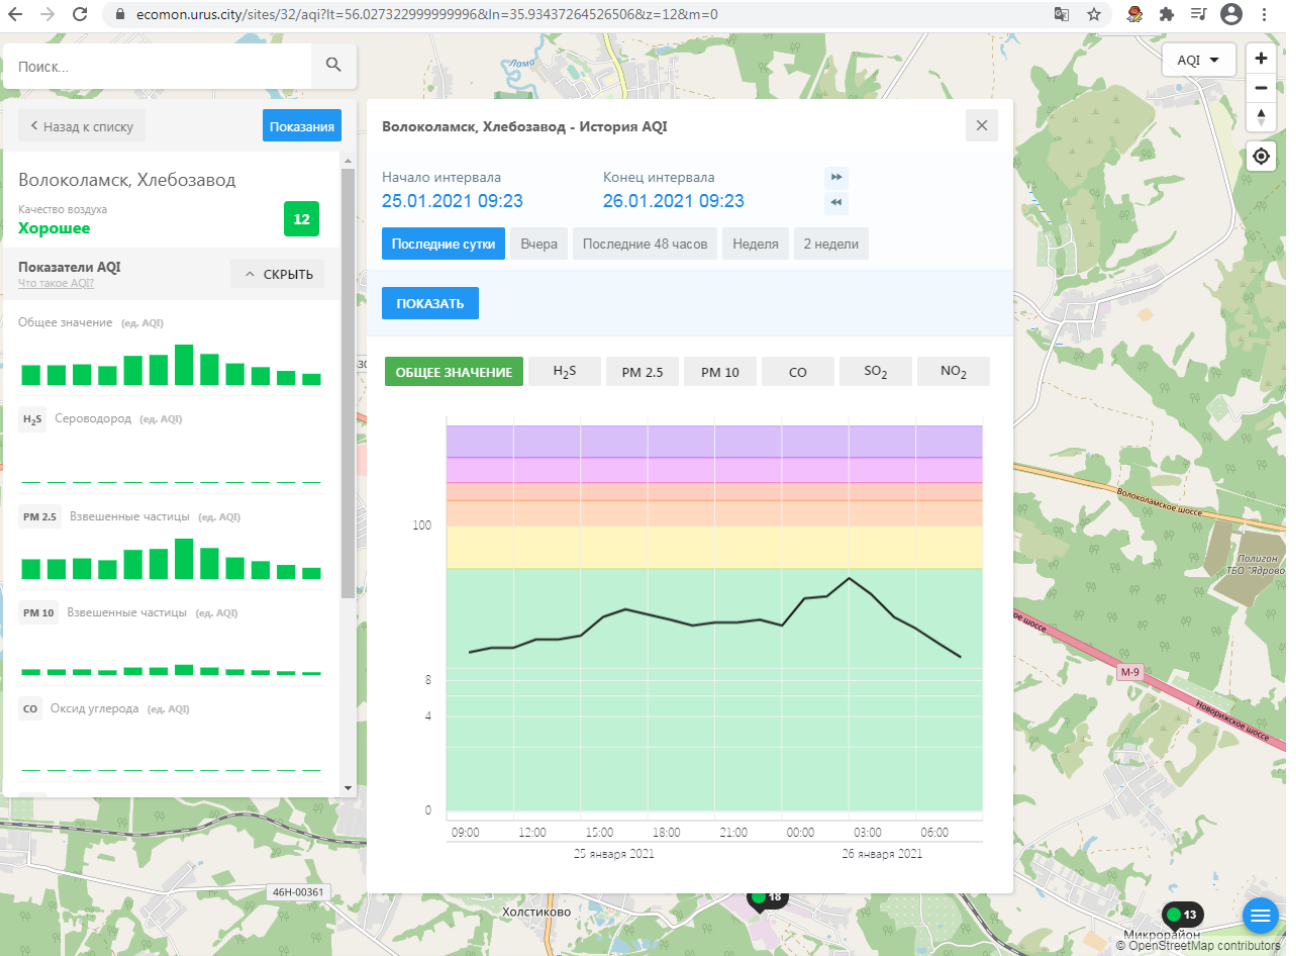 ecomon.urus.city/sites/32/aqi?lt=56.027322999999996&ln=35.93437264526506&z=12&m=0
Поиск...
AQI
Назад к списку
Показания
Волоколамск, Хлебозавод
Качество воздуха
Хорошее
12
Показатели AQI
Что такое AQI?
СКРЫТЬ
Общее значение (ед. AQI)
H₂S Сероводород (ед. AQI)
PM 2.5 Взвешенные частицы (ед. AQI)
PM 10 Взвешенные частицы (ед. AQI)
CO Оксид углерода (ед. AQI)
Волоколамск, Хлебозавод - История AQI
Начало интервала
25.01.2021 09:23
Конец интервала
26.01.2021 09:23
Последние сутки
Вчера
Последние 48 часов
Неделя
2 недели
ПОКАЗАТЬ
ОБЩЕЕ ЗНАЧЕНИЕ
H₂S
PM 2.5
PM 10
CO
SO₂
NO₂
100
8
4
0
09:00 12:00 15:00 18:00 21:00 00:00 03:00 06:00
25 января 2021
26 января 2021
Лама
Волоколамское шоссе
Полигон
ТБО "Ядрово
ое шоссе
М-9
Новорижское шоссе
46Н-00361
Холстиково
18
13
Микрорайон
© OpenStreetMap contributors